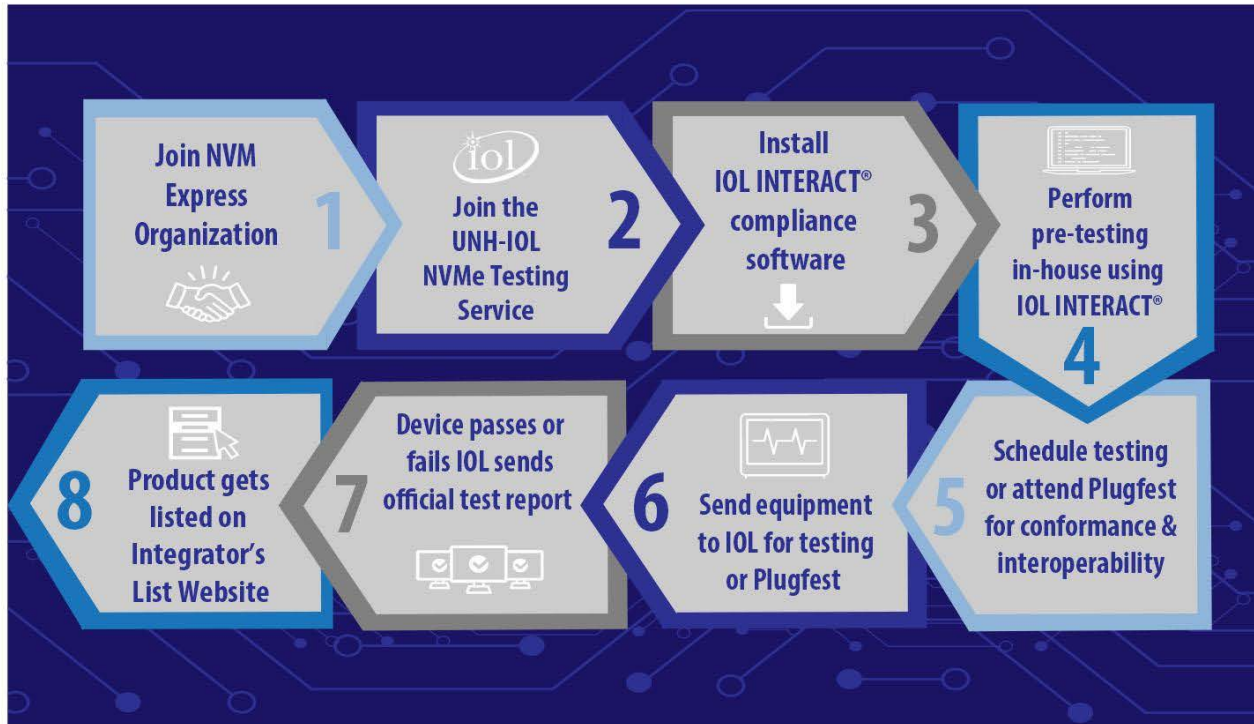 Join NVM
Express
Organization
1
iol
Join the
UNH-IOL
NVMe Testing
Service
2
Install
IOL INTERACT®
compliance
software
3
Perform
pre-testing
in-house using
IOL INTERACT®
4
Schedule testing
or attend Plugfest
for conformance &
interoperability
5
Send equipment
to IOL for testing
or Plugfest
6
Device passes or
fails IOL sends
official test report
7
Product gets
listed on
Integrator's
List Website
8